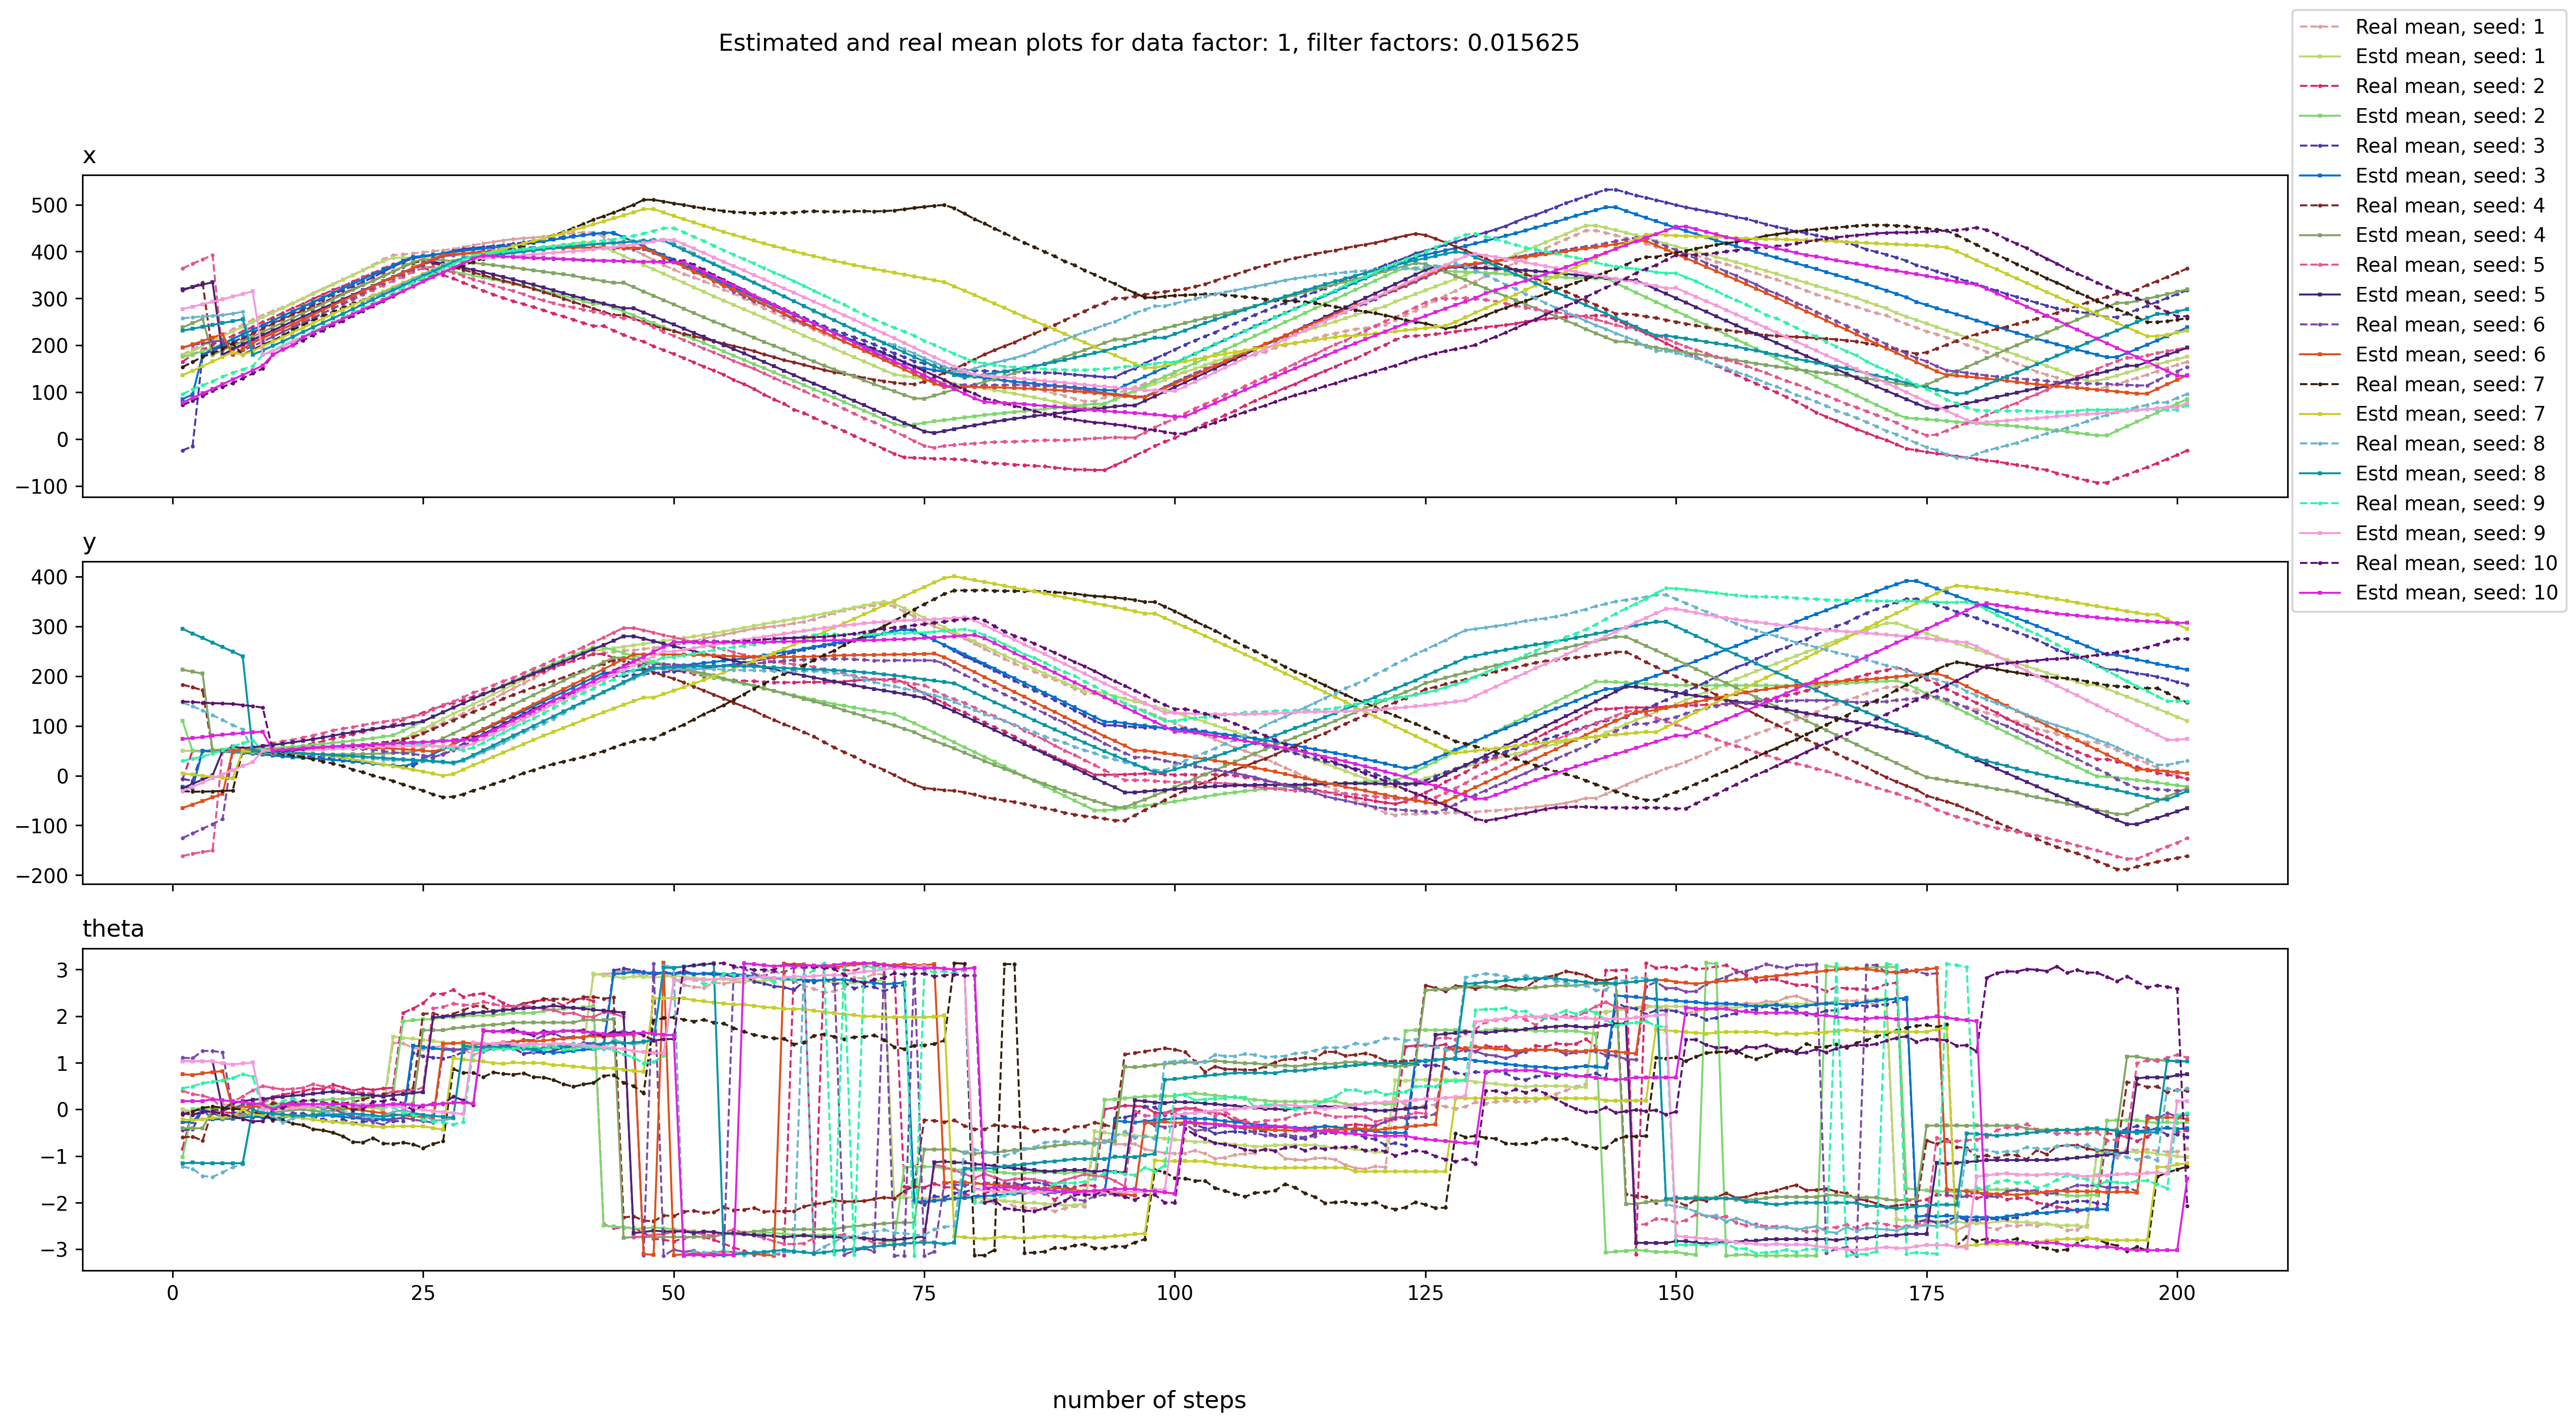 Estimated and real mean plots for data factor: 1, filter factors: 0.015625
Real mean, seed: 1
Estd mean, seed: 1
Real mean, seed: 2
Estd mean, seed: 2
Real mean, seed: 3
Estd mean, seed: 3
Real mean, seed: 4
Estd mean, seed: 4
Real mean, seed: 5
Estd mean, seed: 5
Real mean, seed: 6
Estd mean, seed: 6
Real mean, seed: 7
Estd mean, seed: 7
Real mean, seed: 8
Estd mean, seed: 8
Real mean, seed: 9
Estd mean, seed: 9
Real mean, seed: 10
Estd mean, seed: 10
x
500
400
300
200
100
0
−100
y
400
300
200
100
0
−100
−200
theta
3
2
1
0
−1
−2
−3
0 25 50 75 100 125 150 175 200
number of steps